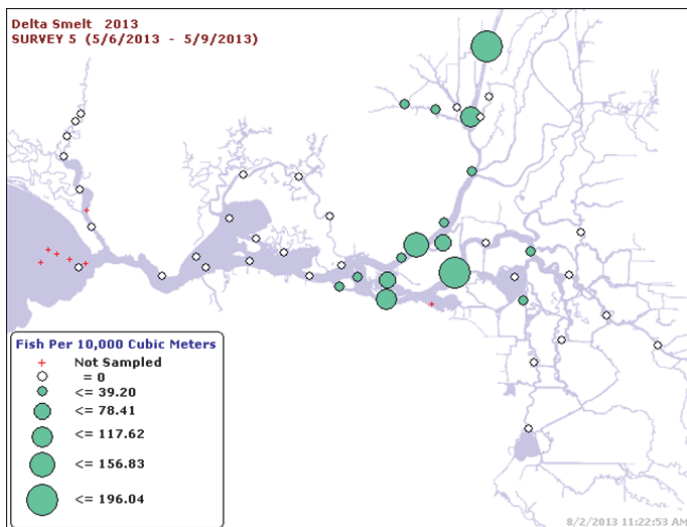 Delta Smelt 2013
SURVEY 5 (5/6/2013 - 5/9/2013)
Fish Per 10,000 Cubic Meters
Not Sampled
= 0
<= 39.20
<= 78.41
<= 117.62
<= 156.83
<= 196.04
8/2/2013 11:22:53 AM